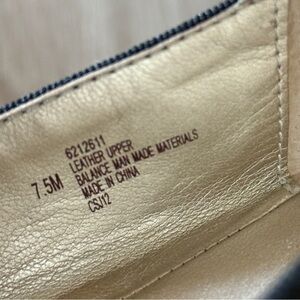 7.5M
6212611
LEATHER UPPER
BALANCE MAN MADE MATERIALS
MADE IN CHINA
CSJ12